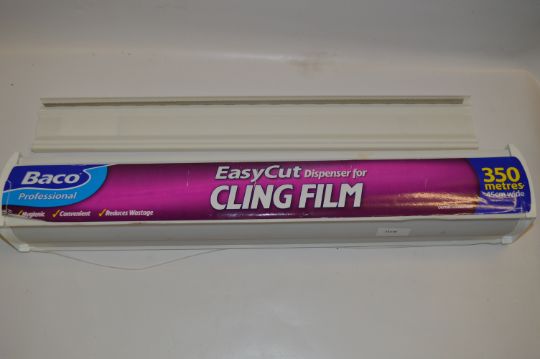 Baco
Professional
EasyCut Dispenser for
CLING FILM
350
metres
45cm wide
✓Hygienic ✓Convenient ✓Reduces Wastage